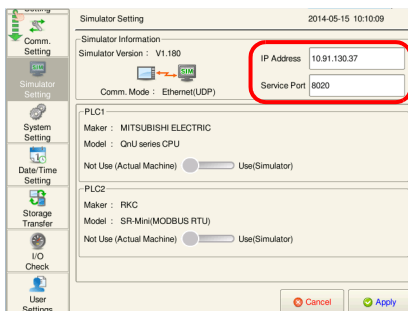 Setting
Simulator Setting
2014-05-15 10:10:09
Comm.
Setting
SIM
Simulator
Setting
System
Setting
Date/Time
Setting
Storage
Transfer
I/O
Check
User
Settings
Simulator Information
Simulator Version : V1.180
SIM
Comm. Mode : Ethernet(UDP)
IP Address 10.91.130.37
Service Port 8020
PLC1
Maker : MITSUBISHI ELECTRIC
Model : QnU series CPU
Not Use (Actual Machine) Use(Simulator)
PLC2
Maker : RKC
Model : SR-Mini(MODBUS RTU)
Not Use (Actual Machine) Use(Simulator)
Cancel Apply